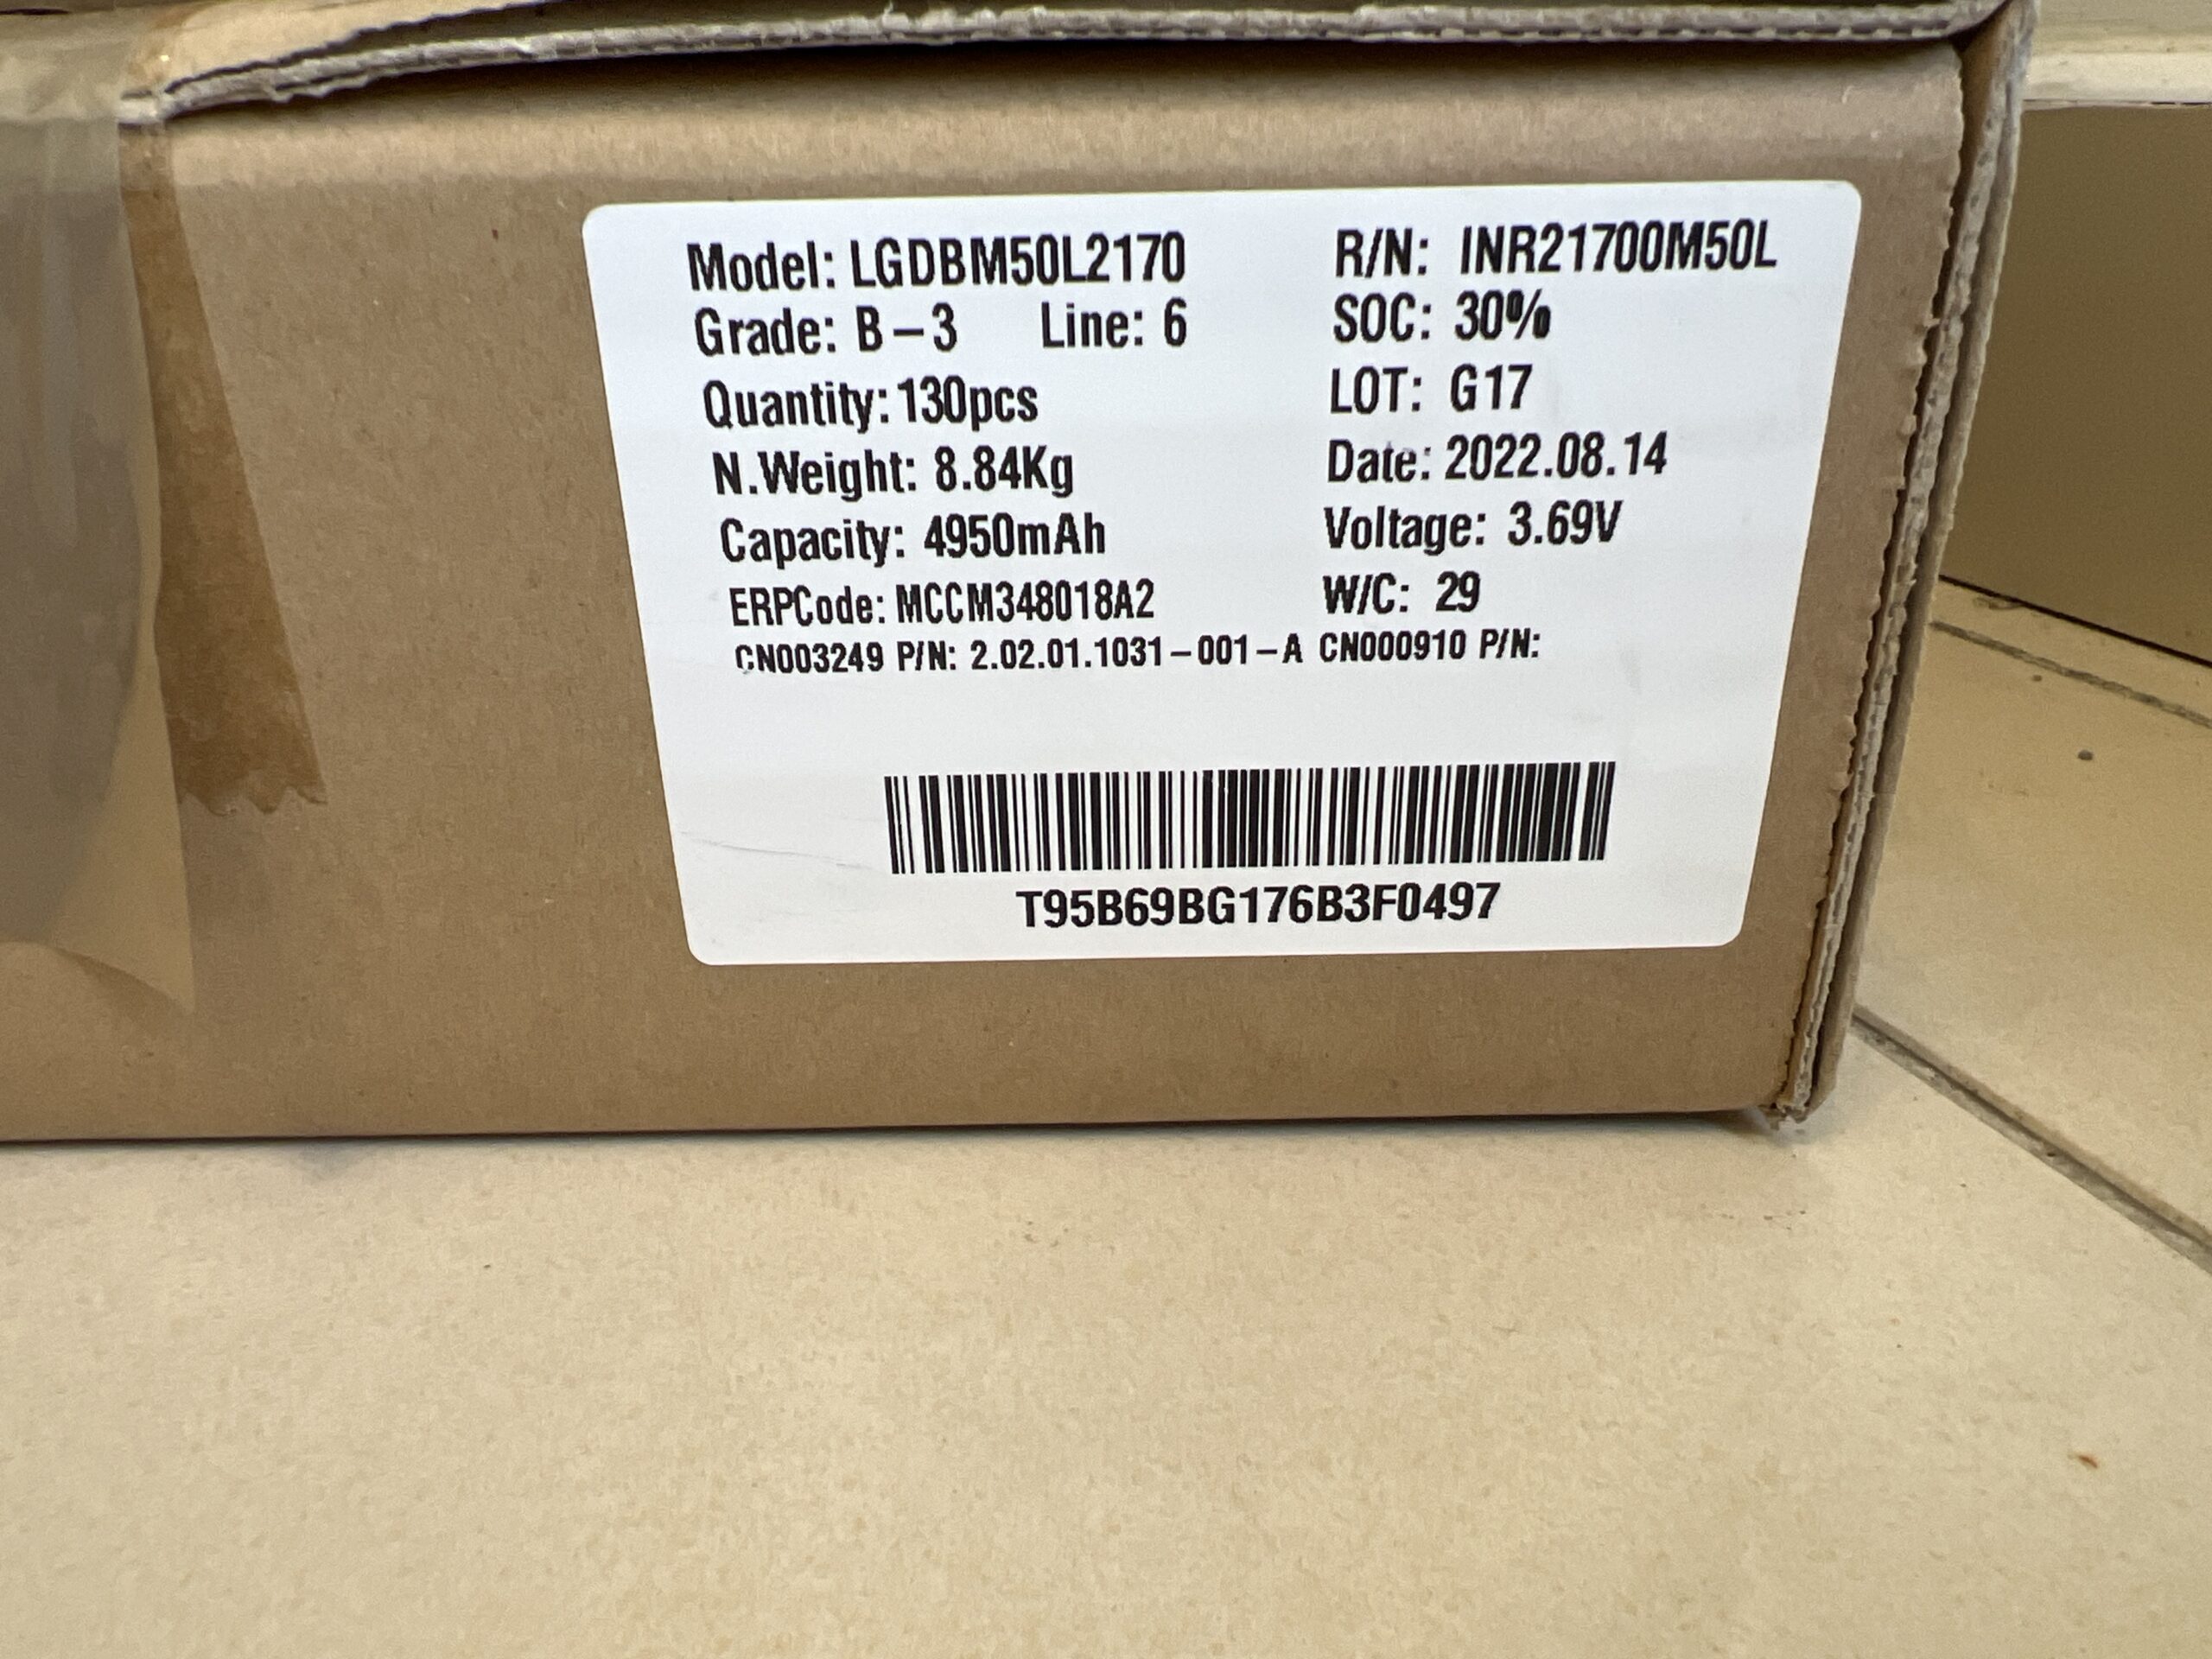 Model: LGDBM50L2170 R/N: INR21700M50L
Grade: B-3 Line: 6 SOC: 30%
Quantity: 130pcs LOT: G17
N.Weight: 8.84Kg Date: 2022.08.14
Capacity: 4950mAh Voltage: 3.69V
ERPCode: MCCM348018A2 W/C: 29
CN003249 P/N: 2.02.01.1031-001-A CN000910 P/N:
T95B69BG176B3F0497